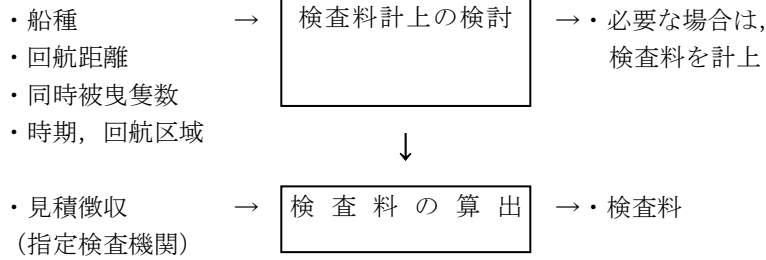 ・船種 → 検査料計上の検討 →・必要な場合は，
・回航距離 検査料を計上
・同時被曳隻数
・時期，回航区域
↓
・見積徴収 → 検査料の算出 →・検査料
（指定検査機関）